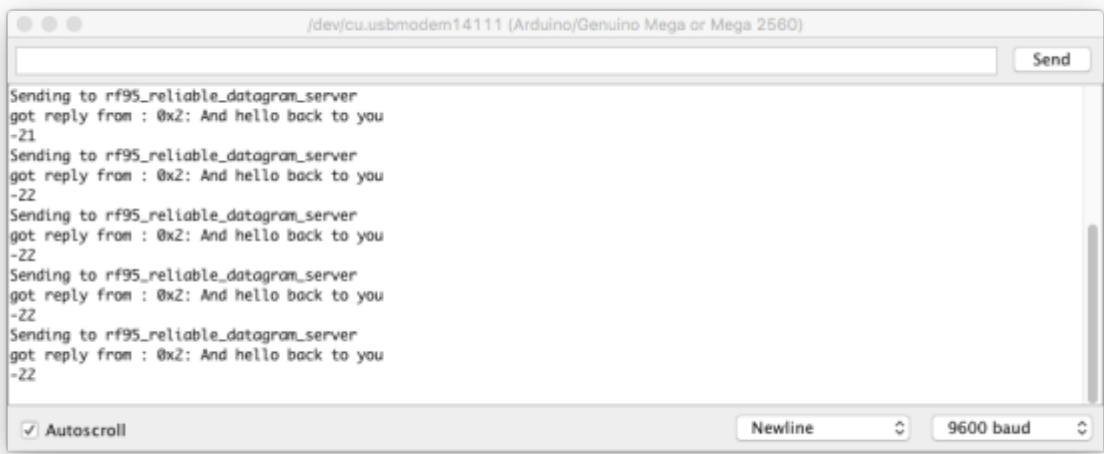 /dev/cu.usbmodem14111 (Arduino/Genuino Mega or Mega 2560)
Send
Sending to rf95_reliable_datagram_server
got reply from : 0x2: And hello back to you
-21
Sending to rf95_reliable_datagram_server
got reply from : 0x2: And hello back to you
-22
Sending to rf95_reliable_datagram_server
got reply from : 0x2: And hello back to you
-22
Sending to rf95_reliable_datagram_server
got reply from : 0x2: And hello back to you
-22
Sending to rf95_reliable_datagram_server
got reply from : 0x2: And hello back to you
-22
Autoscroll Newline 9600 baud